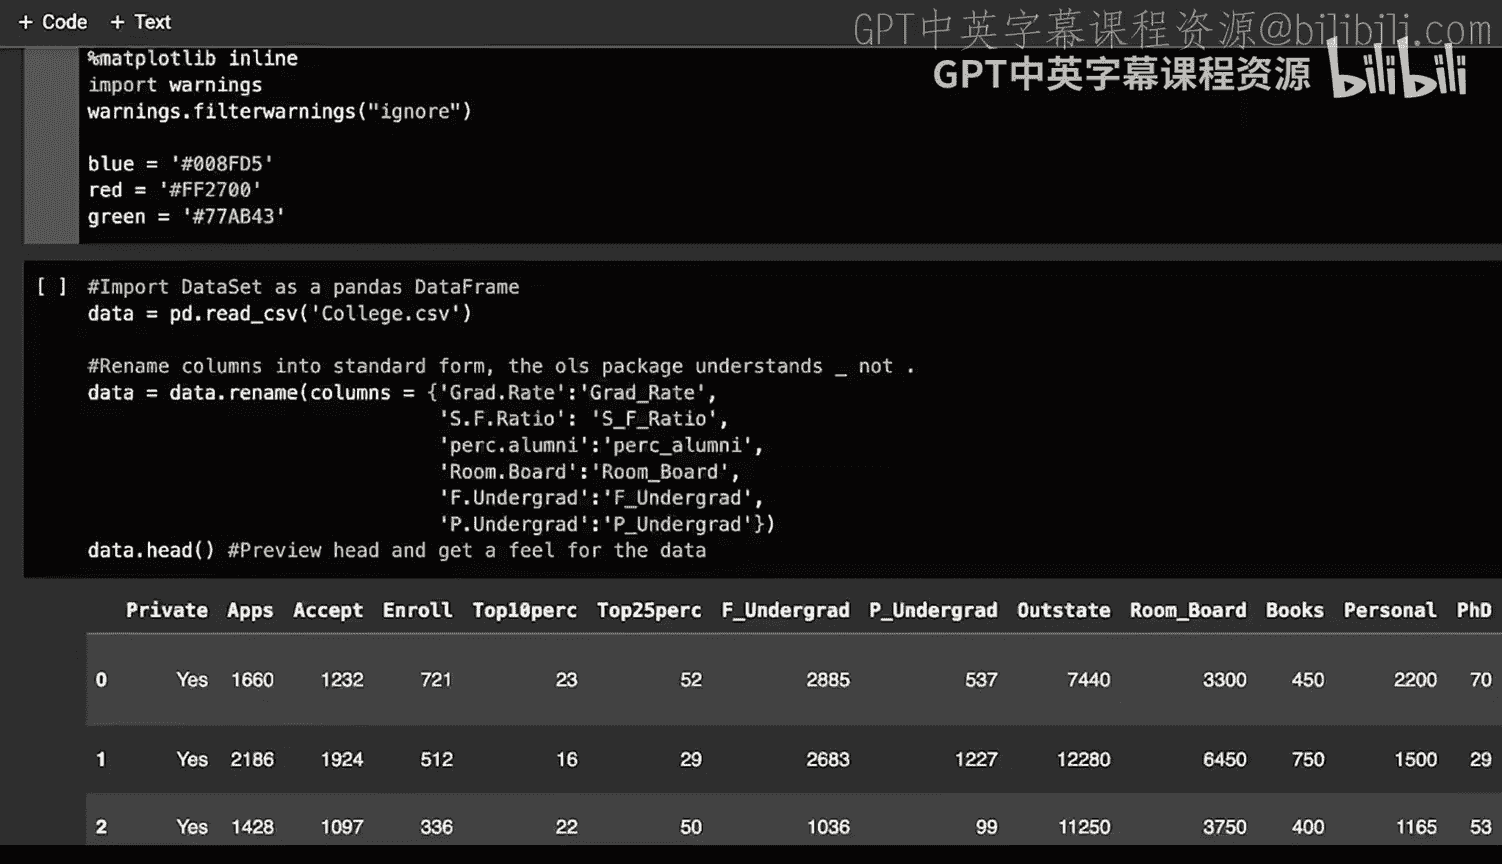 + Code + Text
GPT中英字幕课程资源@bilibili.com
GPT中英字幕课程资源 bilibili
%matplotlib inline
import warnings
warnings.filterwarnings("ignore")
blue = '#008FD5'
red = '#FF2700'
green = '#77AB43'
[ ] #Import DataSet as a pandas DataFrame
data = pd.read_csv('College.csv')
#Rename columns into standard form, the ols package understands _ not .
data = data.rename(columns = {'Grad.Rate':'Grad_Rate',
'S.F.Ratio': 'S_F_Ratio',
'perc.alumni':'perc_alumni',
'Room.Board':'Room_Board',
'F.Undergrad':'F_Undergrad',
'P.Undergrad':'P_Undergrad'})
data.head() #Preview head and get a feel for the data
Private Apps Accept Enroll Top10perc Top25perc F_Undergrad P_Undergrad Outstate Room_Board Books Personal PhD
0 Yes 1660 1232 721 23 52 2885 537 7440 3300 450 2200 70
1 Yes 2186 1924 512 16 29 2683 1227 12280 6450 750 1500 29
2 Yes 1428 1097 336 22 50 1036 99 11250 3750 400 1165 53